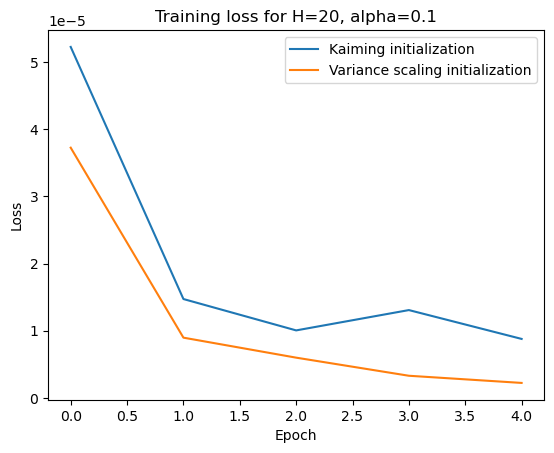 Training loss for H=20, alpha=0.1
1e−5
Kaiming initialization
Variance scaling initialization
5
4
3
2
1
0
Loss
0.0 0.5 1.0 1.5 2.0 2.5 3.0 3.5 4.0
Epoch